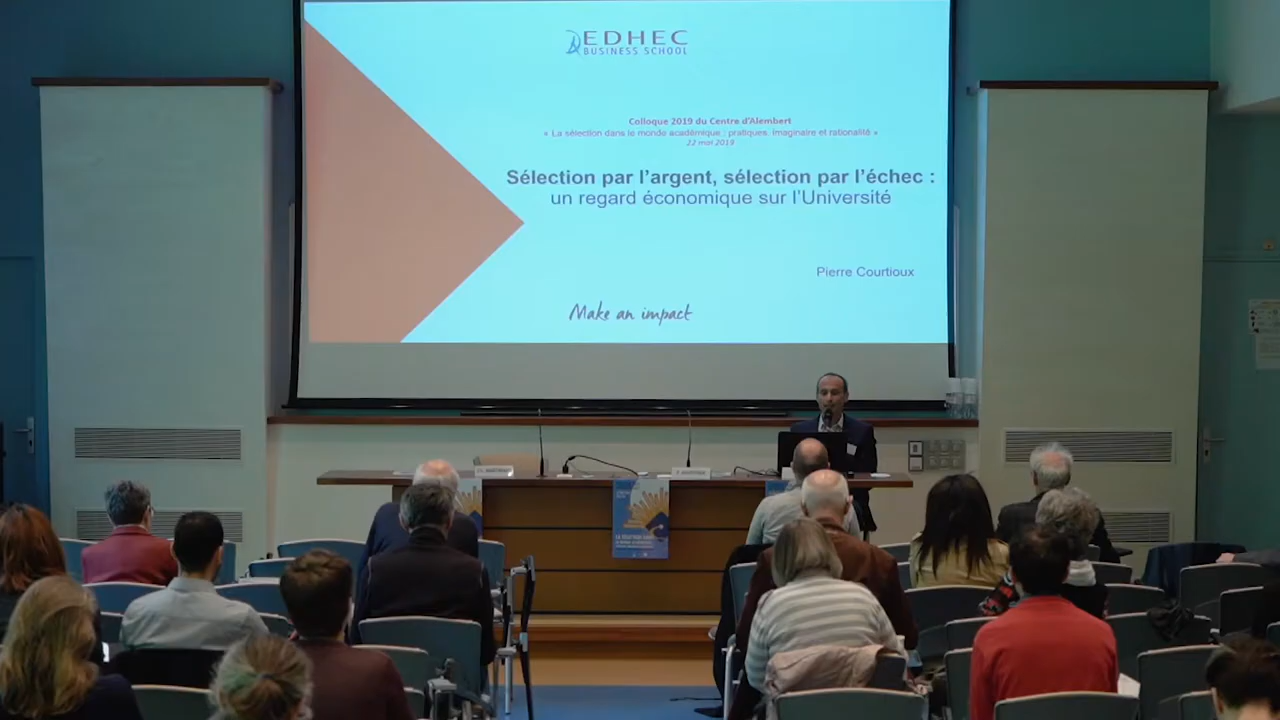 EDHEC
BUSINESS SCHOOL
Colloque 2019 du Centre d'Alembert
« La sélection dans le monde académique : pratiques, imaginaire et rationalité »
22 mai 2019
Sélection par l'argent, sélection par l'échec :
un regard économique sur l'Université
Pierre Courtioux
Make an impact